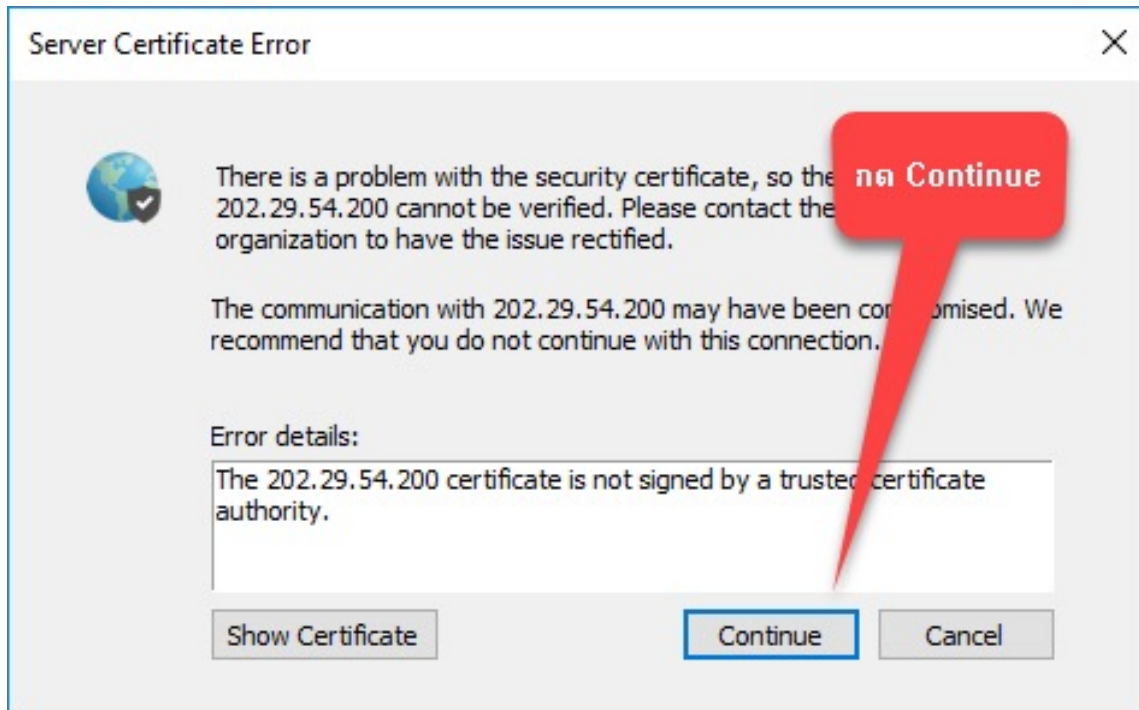 Server Certificate Error
There is a problem with the security certificate, so the
202.29.54.200 cannot be verified. Please contact the
organization to have the issue rectified.
กด Continue
The communication with 202.29.54.200 may have been com omised. We
recommend that you do not continue with this connection.
Error details:
The 202.29.54.200 certificate is not signed by a trusted certificate
authority.
Show Certificate
Continue
Cancel